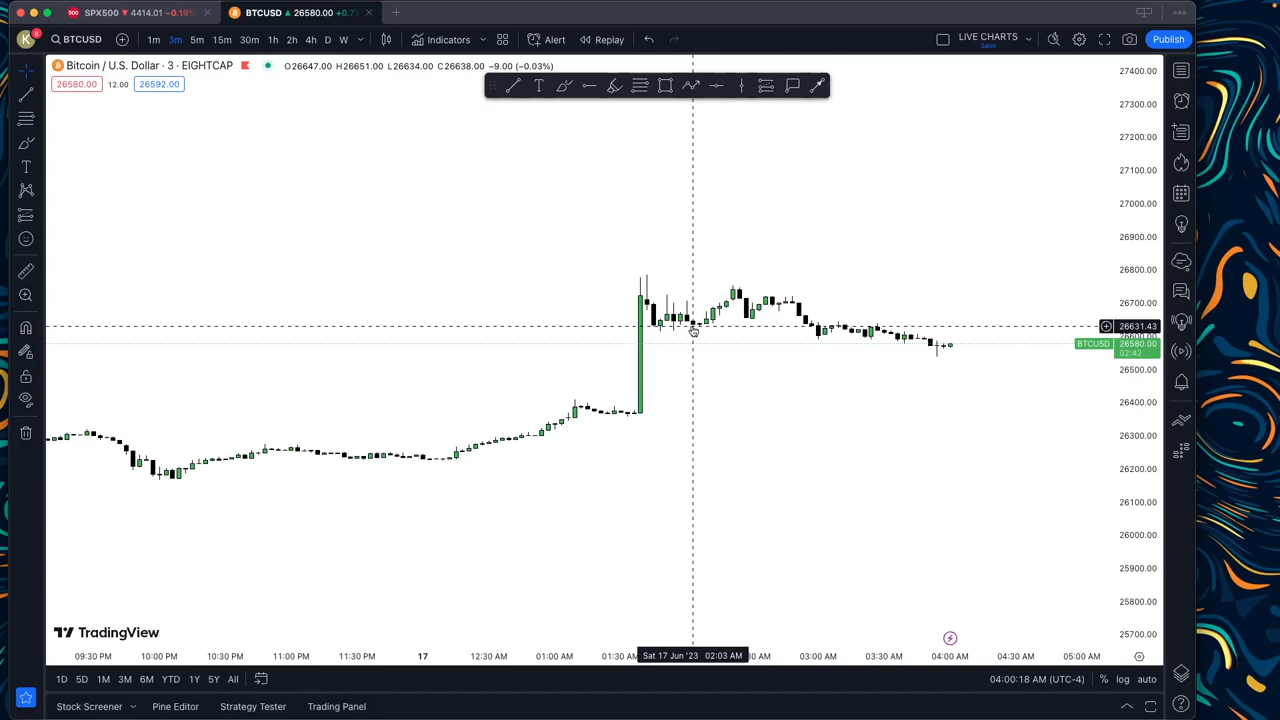 SPX500 ▼ 4414.01 −0.19%
BTCUSD ▲ 26580.00 +0.7
K 6 BTCUSD 1m 3m 5m 15m 30m 1h 2h 4h D W Indicators Alert Replay LIVE CHARTS Save Publish
Bitcoin / U.S. Dollar · 3 · EIGHTCAP O26647.00 H26651.00 L26634.00 C26638.00 −9.00 (−0.03%)
26580.00 12.00 26592.00
27400.00
27300.00
27200.00
27100.00
27000.00
26900.00
26800.00
26700.00
26631.43
BTCUSD 26580.00
02:42
26500.00
26400.00
26300.00
26200.00
26100.00
26000.00
25900.00
25800.00
25700.00
TradingView
09:30 PM 10:00 PM 10:30 PM 11:00 PM 11:30 PM 17 12:30 AM 01:00 AM 01:30 AM Sat 17 Jun '23 02:03 AM 03:00 AM 03:30 AM 04:00 AM 04:30 AM 05:00 AM
1D 5D 1M 3M 6M YTD 1Y 5Y All 04:00:18 AM (UTC-4) % log auto
Stock Screener Pine Editor Strategy Tester Trading Panel